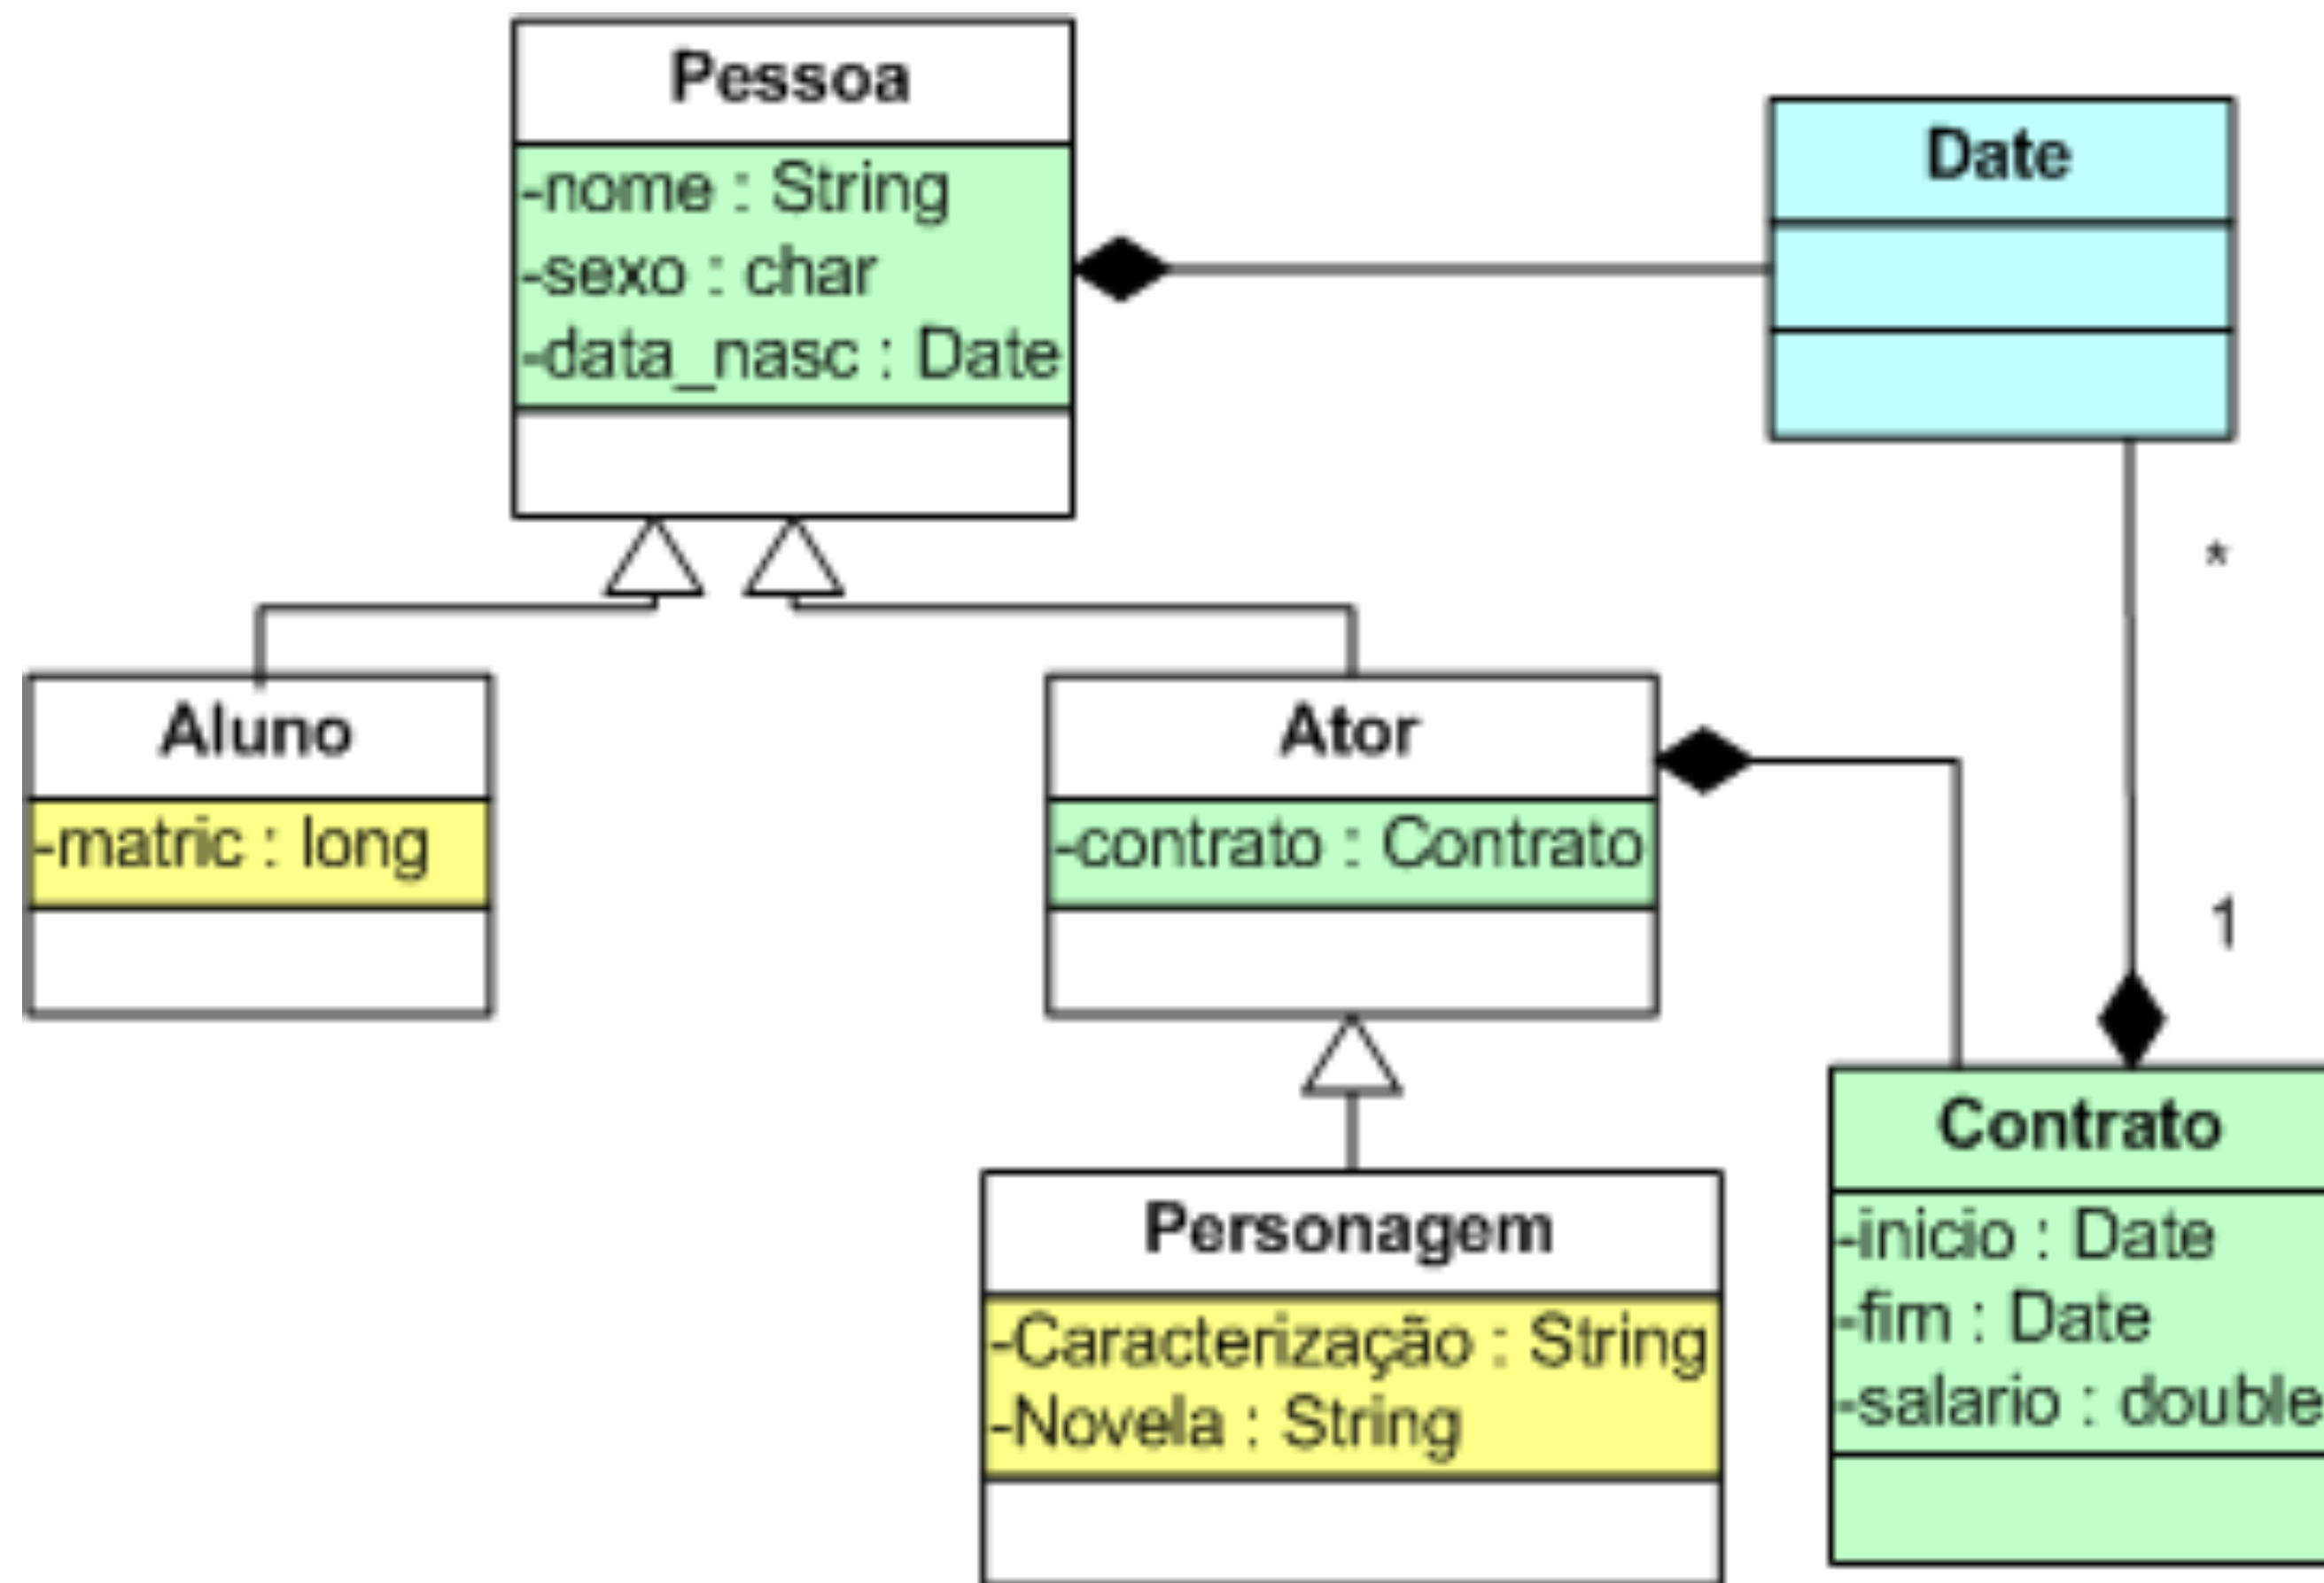 Pessoa
-nome : String
-sexo : char
-data_nasc : Date
Date
*
1
Aluno
-matric : long
Ator
-contrato : Contrato
Personagem
-Caracterização : String
-Novela : String
Contrato
-inicio : Date
-fim : Date
-salario : double